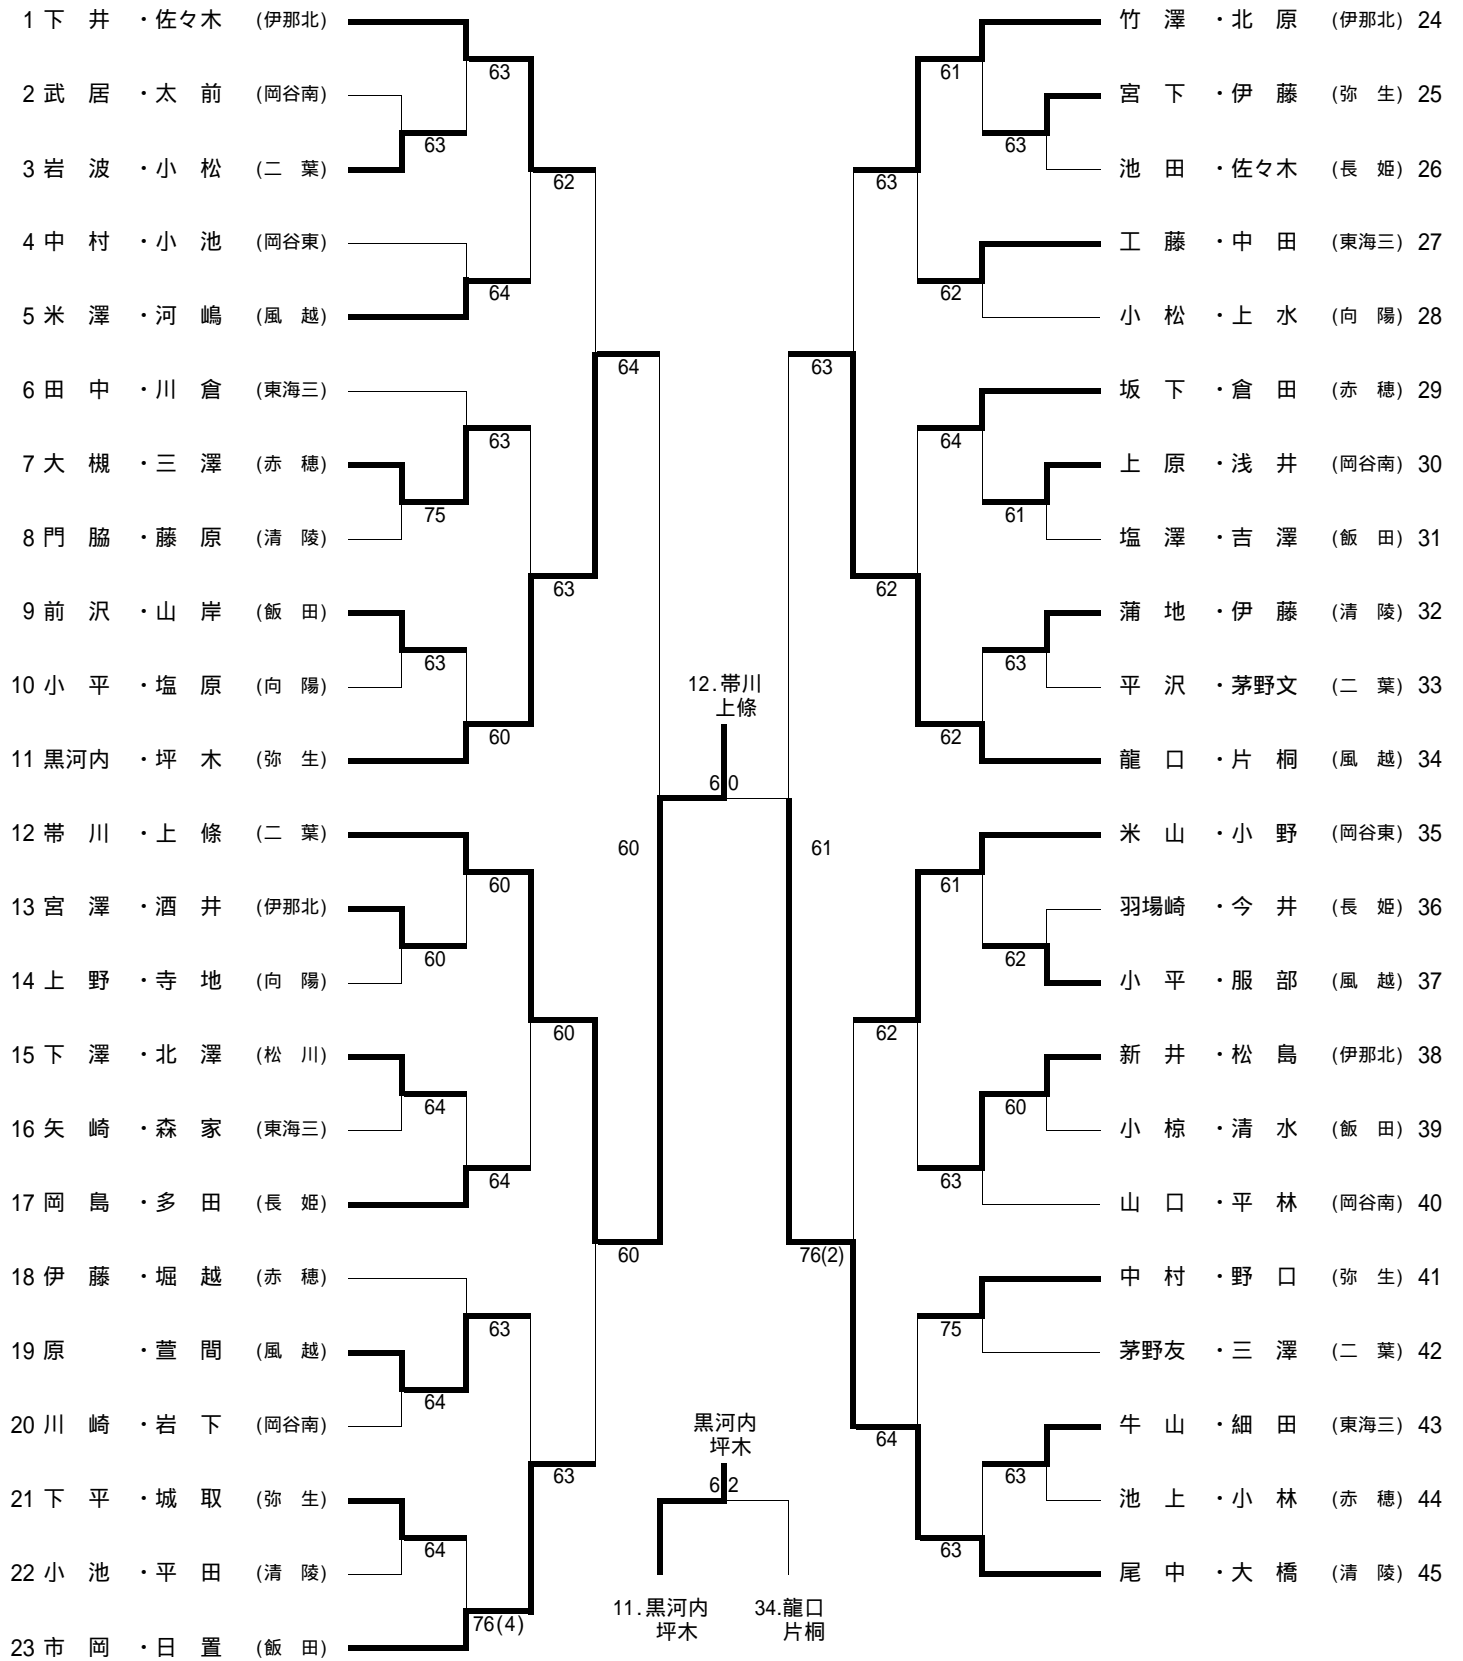 1 下 井 ・佐々木 (伊那北)
2 武 居 ・太 前 (岡谷南)
3 岩 波 ・小 松 (二 葉)
4 中 村 ・小 池 (岡谷東)
5 米 澤 ・河 嶋 (風 越)
6 田 中 ・川 倉 (東海三)
7 大 槻 ・三 澤 (赤 穂)
8 門 脇 ・藤 原 (清 陵)
9 前 沢 ・山 岸 (飯 田)
10 小 平 ・塩 原 (向 陽)
11 黒河内 ・坪 木 (弥 生)
12 帯 川 ・上 條 (二 葉)
13 宮 澤 ・酒 井 (伊那北)
14 上 野 ・寺 地 (向 陽)
15 下 澤 ・北 澤 (松 川)
16 矢 崎 ・森 家 (東海三)
17 岡 島 ・多 田 (長 姫)
18 伊 藤 ・堀 越 (赤 穂)
19 原 ・萱 間 (風 越)
20 川 崎 ・岩 下 (岡谷南)
21 下 平 ・城 取 (弥 生)
22 小 池 ・平 田 (清 陵)
23 市 岡 ・日 置 (飯 田)
63
75
63
60
64
64
64
63
64
63
60
60
64
63
76(4)
62
63
60
63
64
60
60
12.帯川
上條
60
黒河内
坪木
62
11.黒河内
坪木
34.龍口
片桐
61
63
76(2)
63
62
62
64
61
62
64
62
61
63
75
63
63
61
63
62
60
63
竹 澤 ・北 原 (伊那北) 24
宮 下 ・伊 藤 (弥 生) 25
池 田 ・佐々木 (長 姫) 26
工 藤 ・中 田 (東海三) 27
小 松 ・上 水 (向 陽) 28
坂 下 ・倉 田 (赤 穂) 29
上 原 ・浅 井 (岡谷南) 30
塩 澤 ・吉 澤 (飯 田) 31
蒲 地 ・伊 藤 (清 陵) 32
平 沢 ・茅野文 (二 葉) 33
龍 口 ・片 桐 (風 越) 34
米 山 ・小 野 (岡谷東) 35
羽場崎 ・今 井 (長 姫) 36
小 平 ・服 部 (風 越) 37
新 井 ・松 島 (伊那北) 38
小 椋 ・清 水 (飯 田) 39
山 口 ・平 林 (岡谷南) 40
中 村 ・野 口 (弥 生) 41
茅野友 ・三 澤 (二 葉) 42
牛 山 ・細 田 (東海三) 43
池 上 ・小 林 (赤 穂) 44
尾 中 ・大 橋 (清 陵) 45